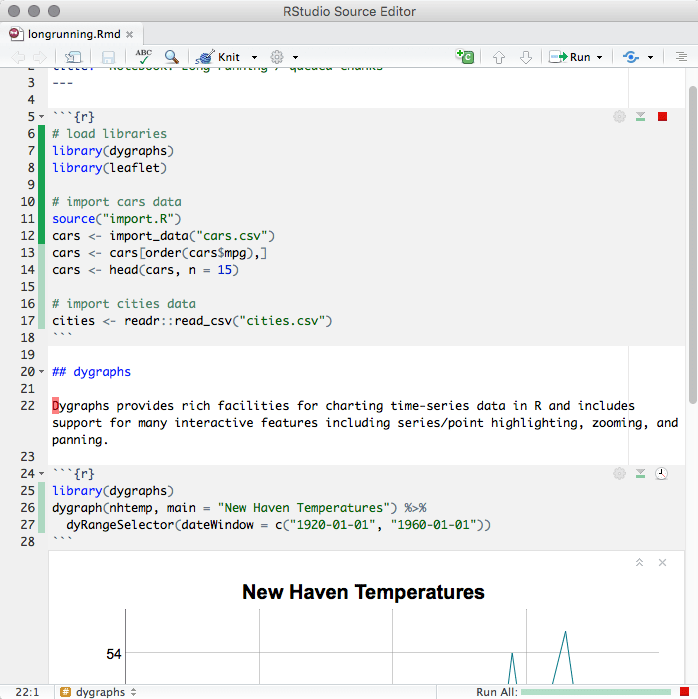 RStudio Source Editor
longrunning.Rmd
ABC Knit Run
3 ---
4
5 ```{r}
6 # load libraries
7 library(dygraphs)
8 library(leaflet)
9
10 # import cars data
11 source("import.R")
12 cars <- import_data("cars.csv")
13 cars <- cars[order(cars$mpg),]
14 cars <- head(cars, n = 15)
15
16 # import cities data
17 cities <- readr::read_csv("cities.csv")
18 ```
19
20 ## dygraphs
21
22 Dygraphs provides rich facilities for charting time-series data in R and includes
support for many interactive features including series/point highlighting, zooming, and
panning.
23
24 ```{r}
25 library(dygraphs)
26 dygraph(nhtemp, main = "New Haven Temperatures") %>%
27 dyRangeSelector(dateWindow = c("1920-01-01", "1960-01-01"))
28 ```
New Haven Temperatures
54
22:1 # dygraphs Run All: